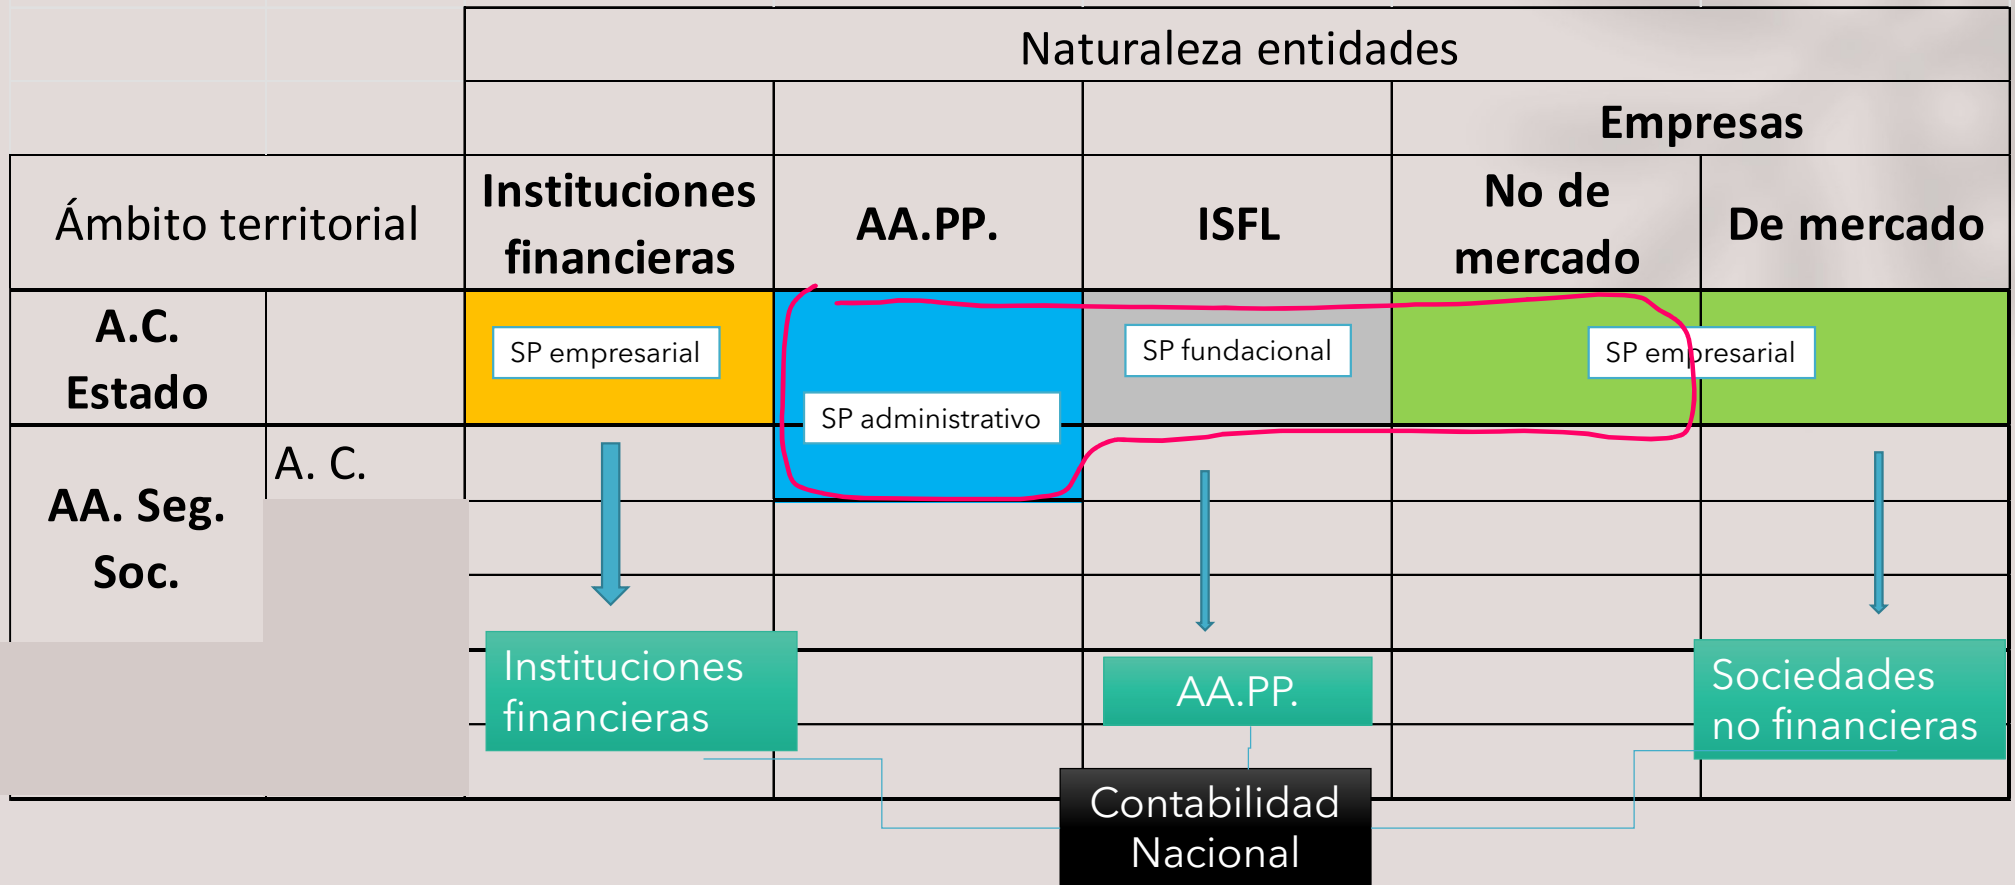 Naturaleza entidades
Empresas
Ámbito territorial
Instituciones
financieras
AA.PP.
ISFL
No de
mercado
De mercado
A.C.
Estado
SP empresarial
SP administrativo
SP fundacional
SP empresarial
AA. Seg.
Soc.
A. C.
Instituciones
financieras
AA.PP.
Sociedades
no financieras
Contabilidad
Nacional